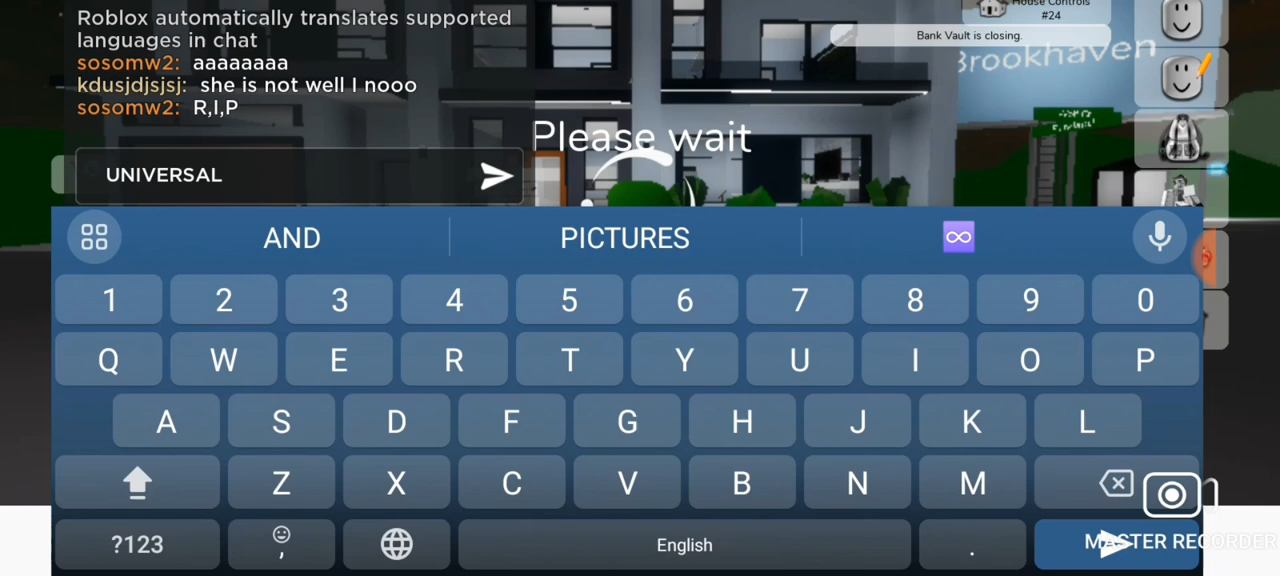 Roblox automatically translates supported
languages in chat
sosomw2: aaaaaaaa
kdusjdjsjsj: she is not well I nooo
sosomw2: R,I,P
House Controls
#24
Bank Vault is closing.
Brookhaven
Please wait
UNIVERSAL
AND PICTURES ♾️
1 2 3 4 5 6 7 8 9 0
Q W E R T Y U I O P
A S D F G H J K L
Z X C V B N M
?123 , English .
MASTER RECORDER